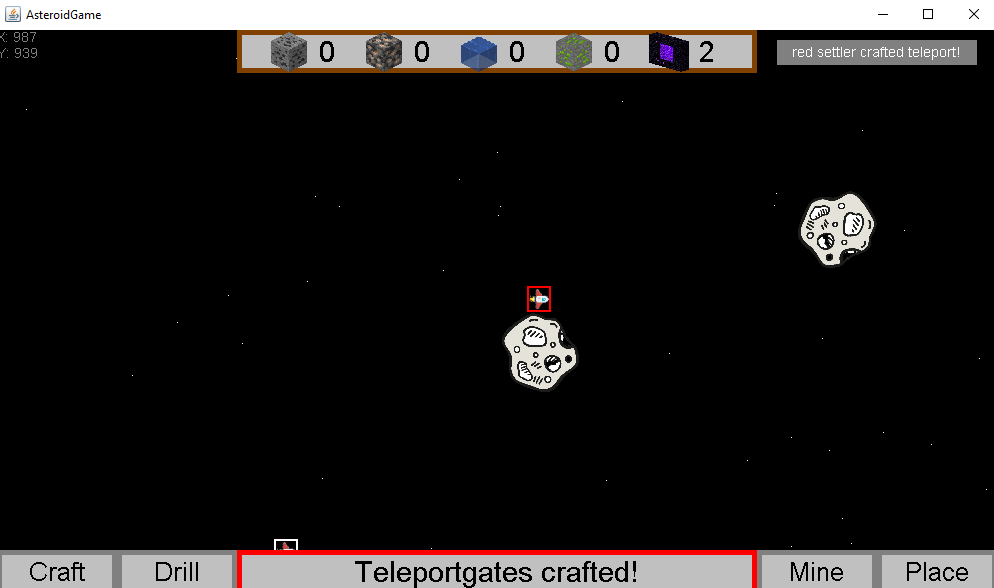 AsteroidGame
X: 987
Y: 939
0 0 0 0 2
red settler crafted teleport!
Craft Drill Teleportgates crafted! Mine Place